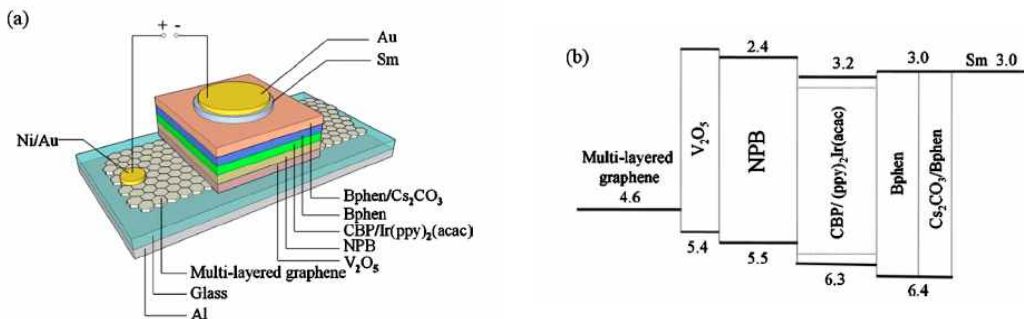 (a)
+ -
Au
Sm
Ni/Au
Bphen/Cs₂CO₃
Bphen
CBP/Ir(ppy)₂(acac)
NPB
V₂O₅
Multi-layered graphene
Glass
Al
(b)
Multi-layered
graphene
4.6
V₂O₅
5.4
2.4
NPB
5.5
3.2
CBP/ (ppy)₂Ir(acac)
6.3
3.0
Bphen
Cs₂CO₃/Bphen
6.4
Sm 3.0